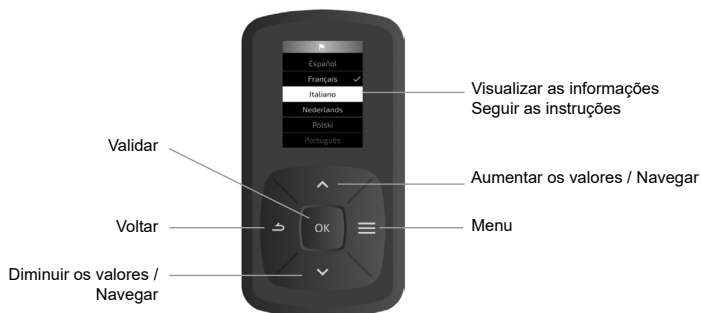 Español
Français
Italiano
Nederlands
Polski
Português
Visualizar as informações
Seguir as instruções
Validar
Aumentar os valores / Navegar
Voltar
OK
Menu
Diminuir os valores /
Navegar